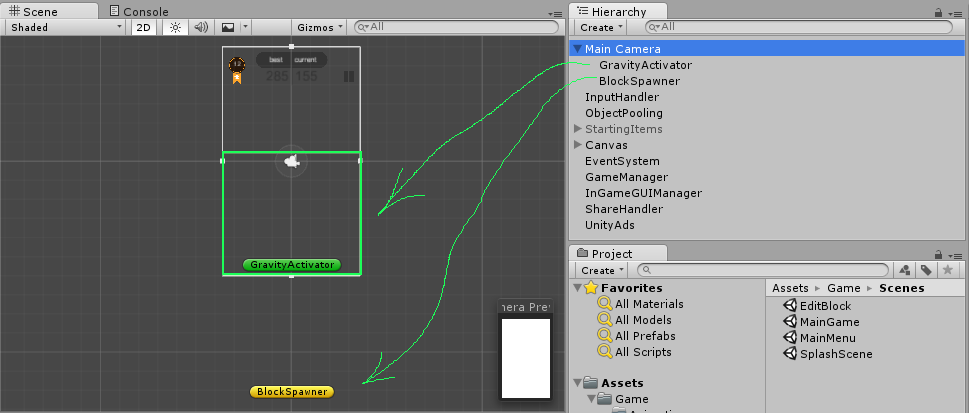 Scene
Console
Shaded
2D
Gizmos
All
best current
12
285 155
GravityActivator
BlockSpawner
nera Pre
Hierarchy
Create
All
Main Camera
GravityActivator
BlockSpawner
InputHandler
ObjectPooling
StartingItems
Canvas
EventSystem
GameManager
InGameGUIManager
ShareHandler
UnityAds
Project
Create
Favorites
All Materials
All Models
All Prefabs
All Scripts
Assets
Game
Assets Game Scenes
EditBlock
MainGame
MainMenu
SplashScene